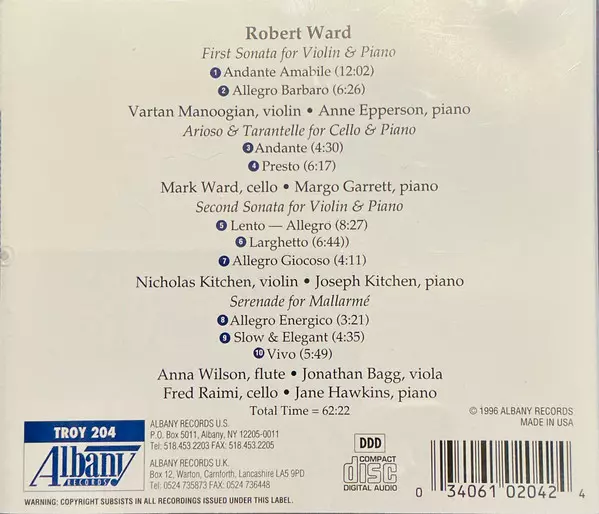 Robert Ward
First Sonata for Violin & Piano
1 Andante Amabile (12:02)
2 Allegro Barbaro (6:26)
Vartan Manoogian, violin • Anne Epperson, piano
Arioso & Tarantelle for Cello & Piano
3 Andante (4:30)
4 Presto (6:17)
Mark Ward, cello • Margo Garrett, piano
Second Sonata for Violin & Piano
5 Lento — Allegro (8:27)
6 Larghetto (6:44))
7 Allegro Giocoso (4:11)
Nicholas Kitchen, violin • Joseph Kitchen, piano
Serenade for Mallarmé
8 Allegro Energico (3:21)
9 Slow & Elegant (4:35)
10 Vivo (5:49)
Anna Wilson, flute • Jonathan Bagg, viola
Fred Raimi, cello • Jane Hawkins, piano
Total Time = 62:22
© 1996 ALBANY RECORDS
MADE IN USA
TROY 204
Albany
RECORDS
ALBANY RECORDS U.S.
P.O. Box 5011, Albany, NY 12205-0011
Tel: 518.453.2203 FAX: 518.453.2205
ALBANY RECORDS U.K.
Box 12, Warton, Carnforth, Lancashire LA5 9PD
Tel: 0524 735873 FAX: 0524 736448
DDD
COMPACT
disc
DIGITAL AUDIO
0 34061 02042 4
WARNING: COPYRIGHT SUBSISTS IN ALL RECORDINGS ISSUED UNDER THIS LABEL.